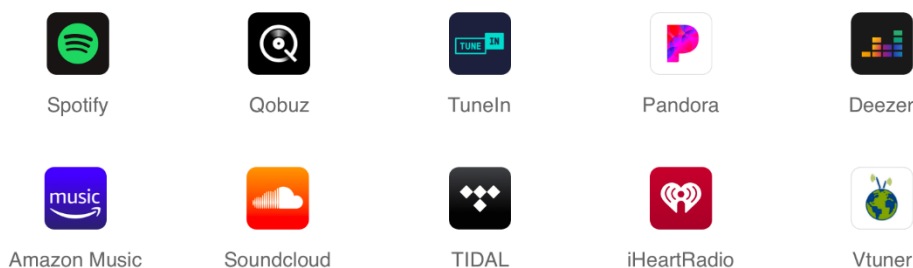 TUNE IN
Spotify
Qobuz
TuneIn
Pandora
Deezer
music
Amazon Music
Soundcloud
TIDAL
iHeartRadio
Vtuner